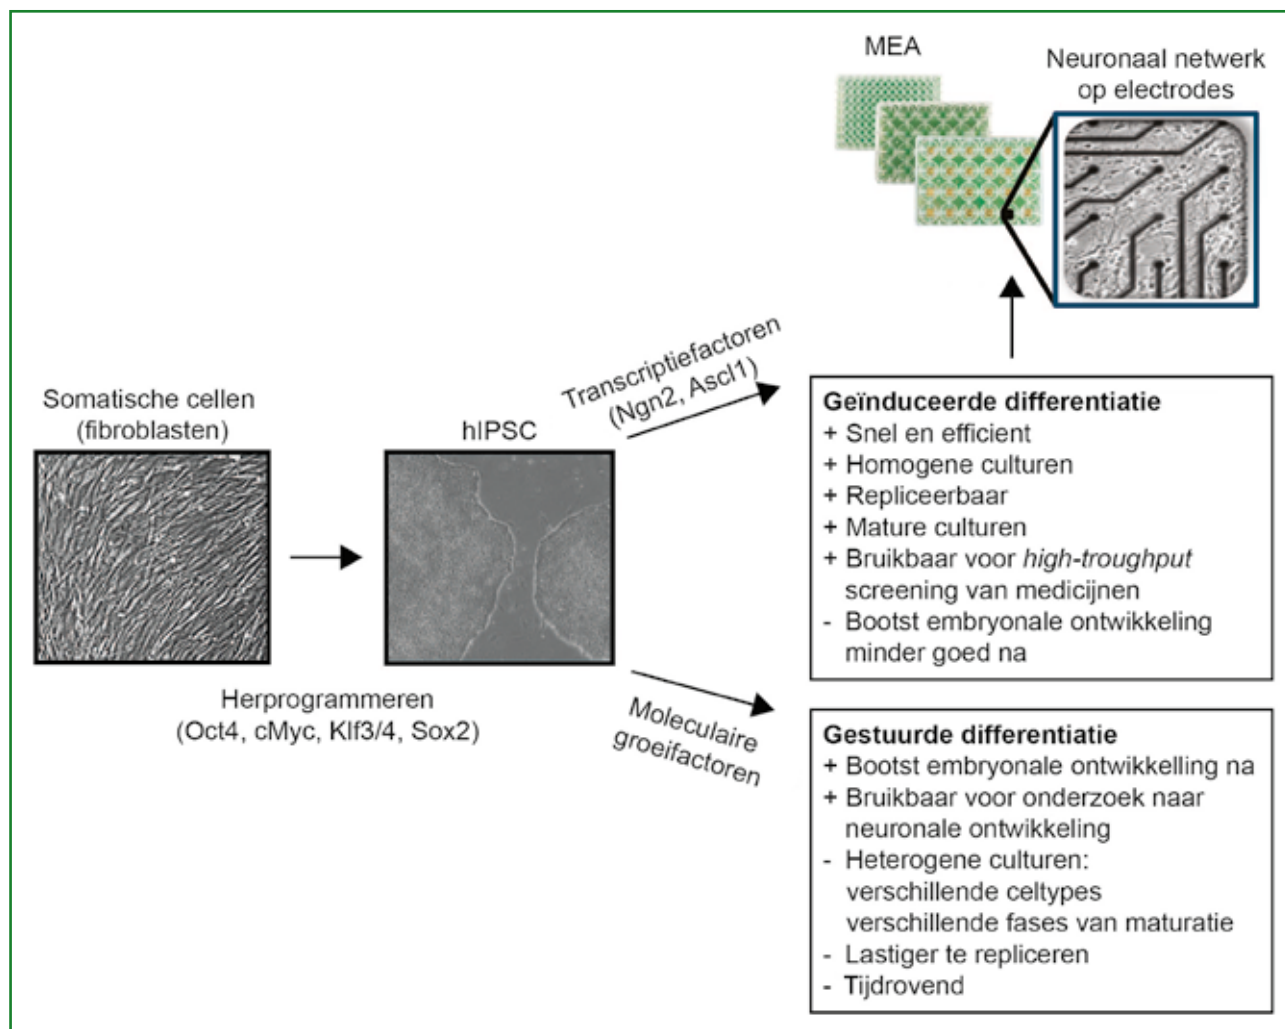 MEA
Neuronaal netwerk
op electrodes
Somatische cellen
(fibroblasten)
hIPSC
Herprogrammeren
(Oct4, cMyc, Klf3/4, Sox2)
Transcriptiefactoren
(Ngn2, Ascl1)
Geïnduceerde differentiatie
+ Snel en efficient
+ Homogene culturen
+ Repliceerbaar
+ Mature culturen
+ Bruikbaar voor high-troughput
screening van medicijnen
- Bootst embryonale ontwikkeling
minder goed na
Moleculaire
groeifactoren
Gestuurde differentiatie
+ Bootst embryonale ontwikkelling na
+ Bruikbaar voor onderzoek naar
neuronale ontwikkeling
- Heterogene culturen:
verschillende celtypes
verschillende fases van maturatie
- Lastiger te repliceren
- Tijdrovend